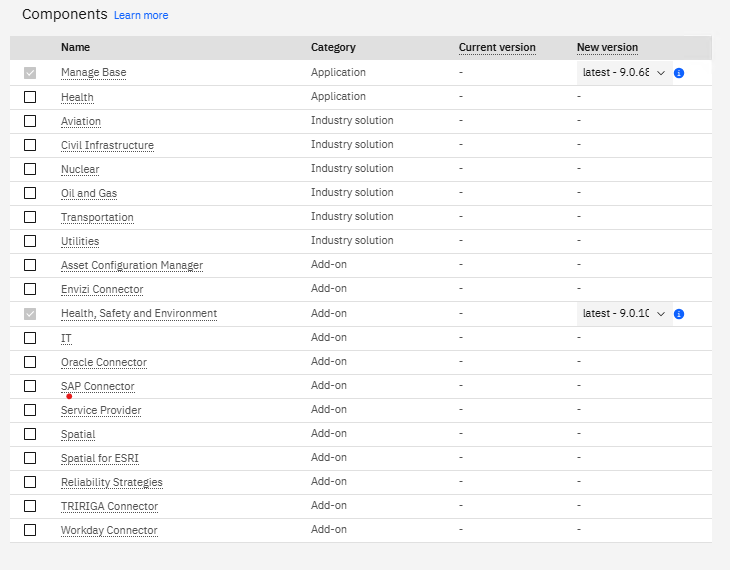 Components Learn more
Name Category Current version New version
Manage Base Application - latest - 9.0.68
Health Application - -
Aviation Industry solution - -
Civil Infrastructure Industry solution - -
Nuclear Industry solution - -
Oil and Gas Industry solution - -
Transportation Industry solution - -
Utilities Industry solution - -
Asset Configuration Manager Add-on - -
Envizi Connector Add-on - -
Health, Safety and Environment Add-on - latest - 9.0.10
IT Add-on - -
Oracle Connector Add-on - -
SAP Connector Add-on - -
Service Provider Add-on - -
Spatial Add-on - -
Spatial for ESRI Add-on - -
Reliability Strategies Add-on - -
TRIRIGA Connector Add-on - -
Workday Connector Add-on - -